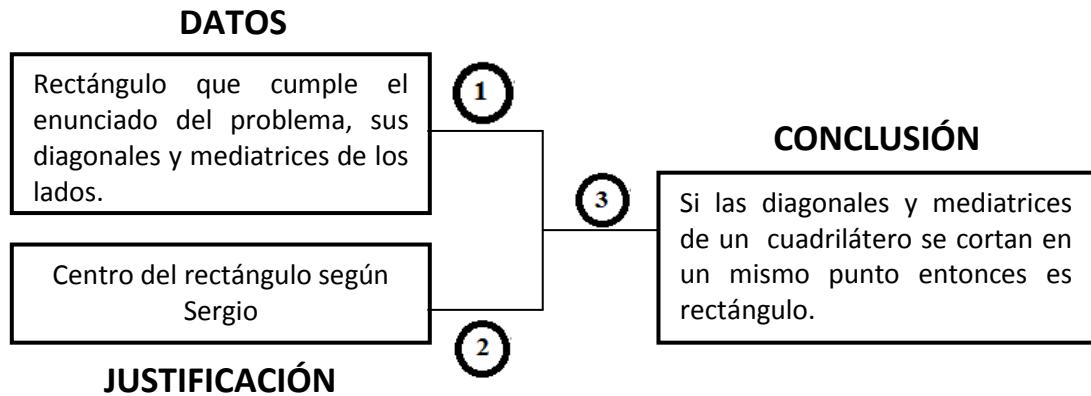 DATOS
Rectángulo que cumple el
enunciado del problema, sus
diagonales y mediatrices de los
lados.
1
CONCLUSIÓN
3
Si las diagonales y mediatrices
de un cuadrilátero se cortan en
un mismo punto entonces es
rectángulo.
Centro del rectángulo según
Sergio
2
JUSTIFICACIÓN